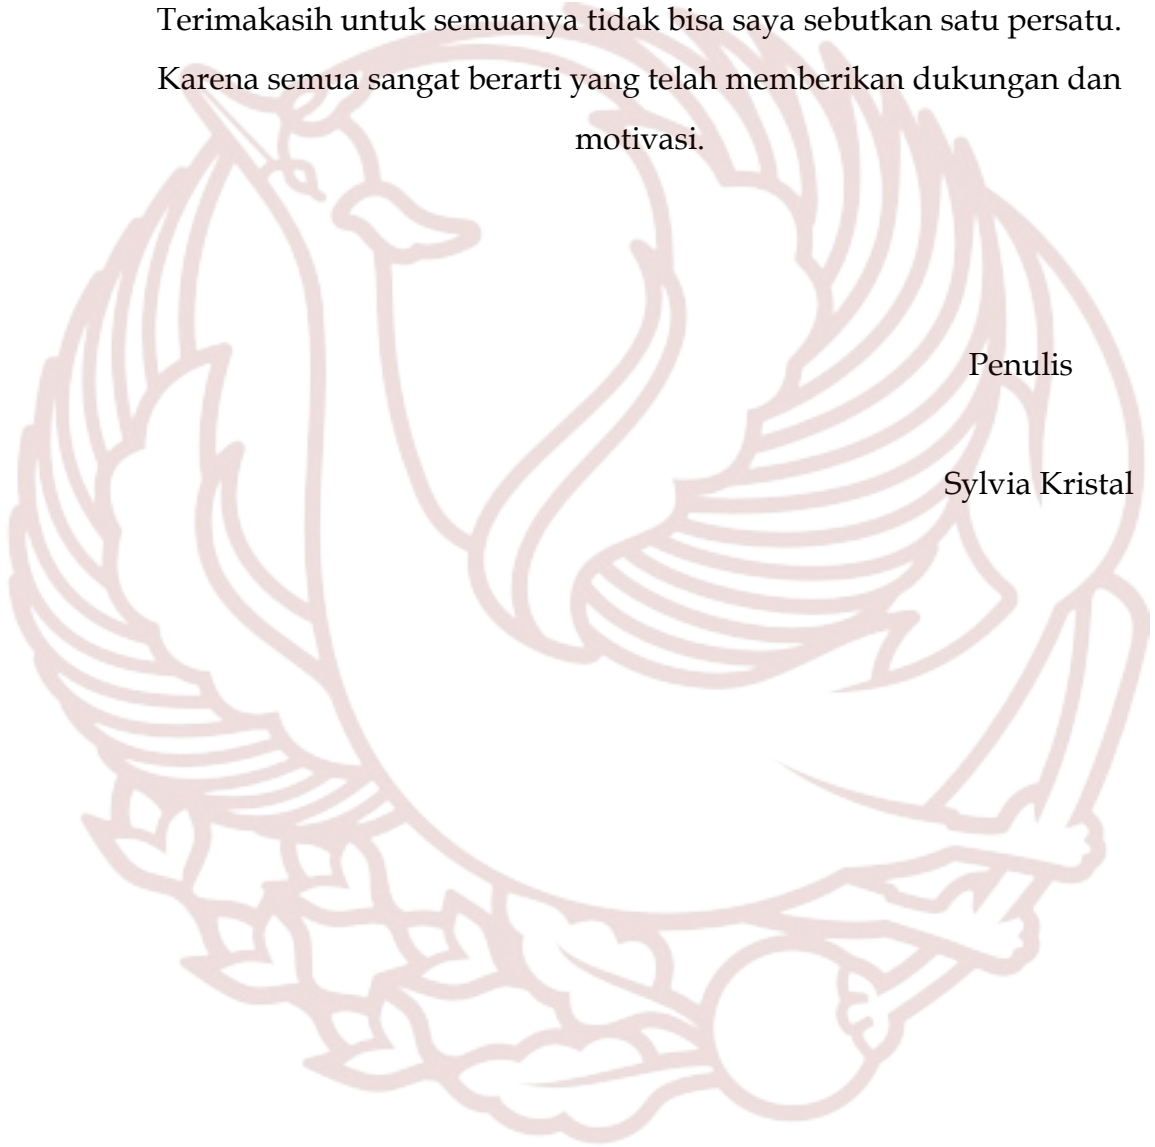 Terimakasih untuk semuanya tidak bisa saya sebutkan satu persatu.
Karena semua sangat berarti yang telah memberikan dukungan dan
motivasi.
Penulis
Sylvia Kristal